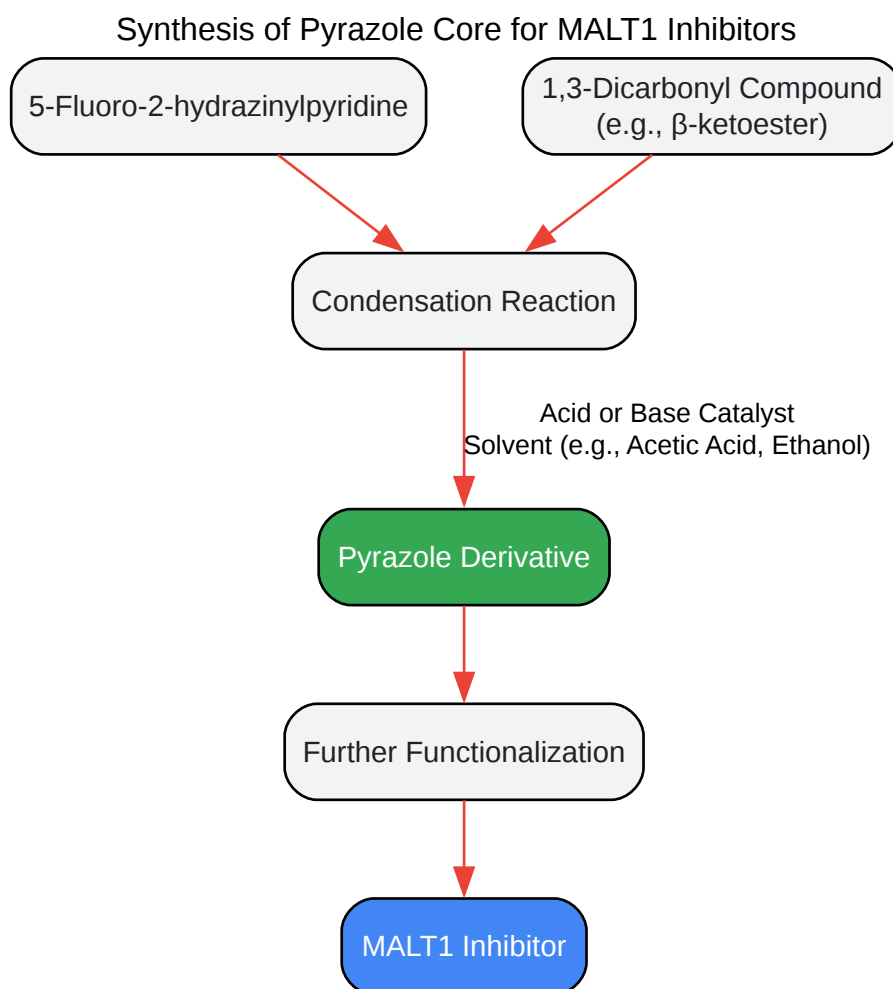 Synthesis of Pyrazole Core for MALT1 Inhibitors
5-Fluoro-2-hydrazinylpyridine
1,3-Dicarbonyl Compound
(e.g., β-ketoester)
Condensation Reaction
Acid or Base Catalyst
Solvent (e.g., Acetic Acid, Ethanol)
Pyrazole Derivative
Further Functionalization
MALT1 Inhibitor